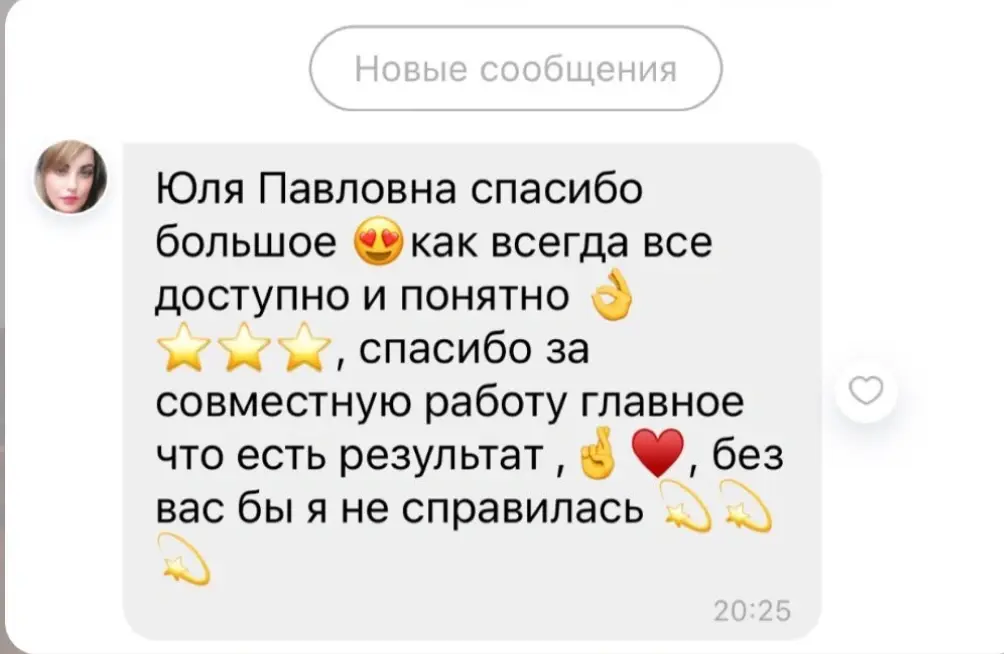 Новые сообщения
Юля Павловна спасибо
большое 😍как всегда все
доступно и понятно 👌
⭐⭐⭐, спасибо за
совместную работу главное
что есть результат ,🤞♥️, без
вас бы я не справилась 💫💫
💫
20:25